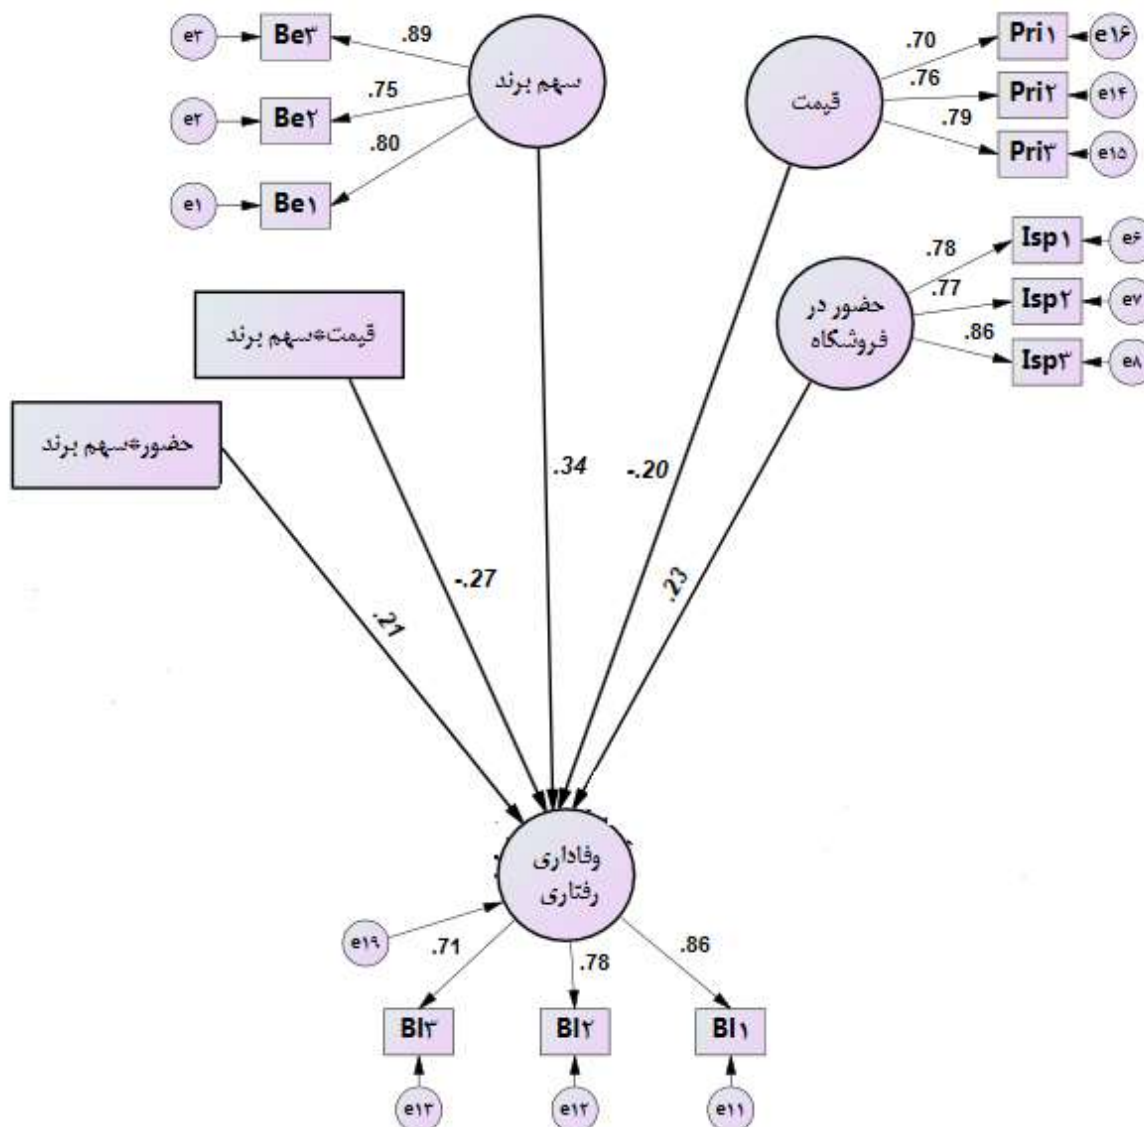 e۳
Be۳
.89
e۲
Be۲
.75
e۱
Be۱
.80
سهم برند
قیمت
.70
Pri۱
e۱۶
.76
Pri۲
e۱۴
.79
Pri۳
e۱۵
حضور در
فروشگاه
.78
Isp۱
e۶
.77
Isp۲
e۷
.86
Isp۳
e۸
قیمت*سهم برند
حضور*سهم برند
.34
-.20
.23
-.27
.21
وفاداری
رفتاری
e۱۹
.71
.78
.86
Bl۳
Bl۲
Bl۱
e۱۳
e۱۲
e۱۱